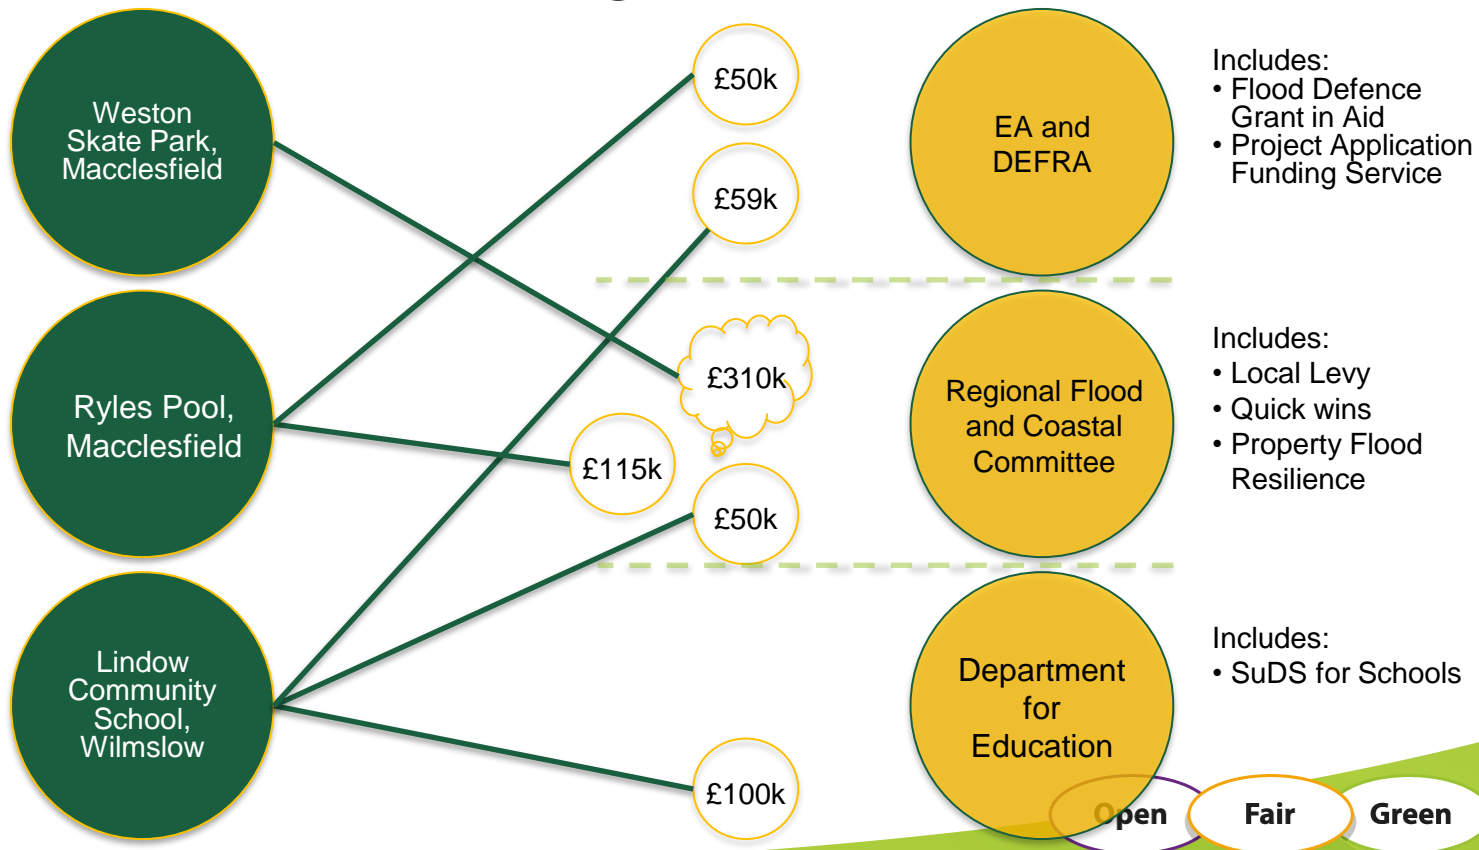 Weston
Skate Park,
Macclesfield
Ryles Pool,
Macclesfield
Lindow
Community
School,
Wilmslow
£50k
£59k
£310k
£115k
£50k
£100k
EA and
DEFRA
Regional Flood
and Coastal
Committee
Department
for
Education
Includes:
• Flood Defence
Grant in Aid
• Project Application
Funding Service
Includes:
• Local Levy
• Quick wins
• Property Flood
Resilience
Includes:
• SuDS for Schools
Open
Fair
Green